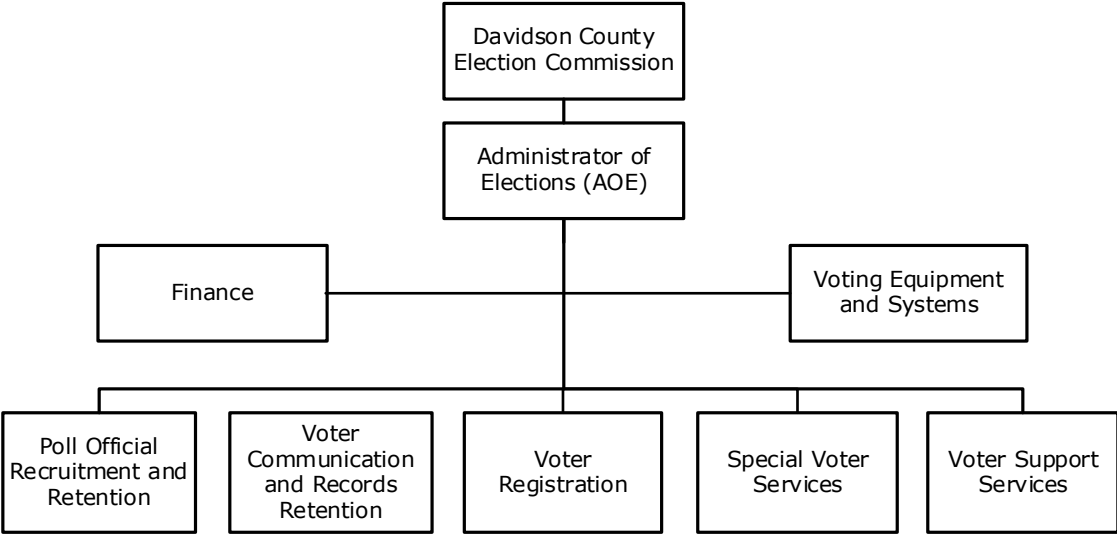 Davidson County
Election Commission
Administrator of
Elections (AOE)
Finance
Voting Equipment
and Systems
Poll Official
Recruitment and
Retention
Voter
Communication
and Records
Retention
Voter
Registration
Special Voter
Services
Voter Support
Services